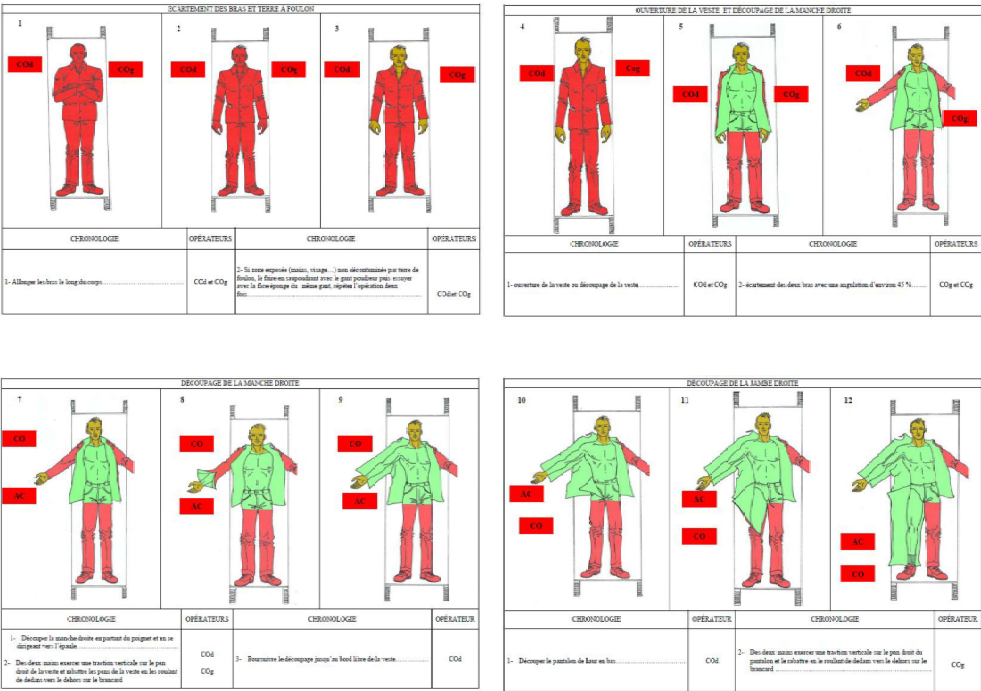 ECARTEMENT DES BRAS ET TERRE A FOULON
1
2
3
COd
COg
COd
COg
COd
COg
CHRONOLOGIE
OPÉRATEURS
CHRONOLOGIE
OPÉRATEURS
1- Allonger les bras le long du corps
COd et COg
2- Si zone exposée (mains, visage…) non décontaminée par terre de
foulon, le faire en saupoudrant avec le gant poudreur puis essuyer
avec la face éponge du même gant, répéter l'opération deux
fois
COd et COg
OUVERTURE DE LA VESTE ET DÉCOUPAGE DE LA MANCHE DROITE
4
5
6
COd
Cog
COd
COg
COd
COg
CHRONOLOGIE
OPÉRATEURS
CHRONOLOGIE
OPÉRATEURS
1- ouverture de la veste ou découpage de la veste
COd et COg
2- écartement des deux bras avec une angulation d'environ 45 %
COg et COg
DÉCOUPAGE DE LA MANCHE DROITE
7
8
9
CO
AC
CO
AC
CO
AC
CHRONOLOGIE
OPÉRATEURS
CHRONOLOGIE
OPÉRATEUR
1- Découper la manche droite en partant du poignet et en se
dirigeant vers l'épaule
2- Des deux mains exercer une traction verticale sur le pan
droit de la veste et rabattre les pans de la veste en les roulant
de dedans vers le dehors sur le brancard
COd
COg
3- Poursuivre le découpage jusqu'au bord libre de la veste
COd
DÉCOUPAGE DE LA JAMBE DROITE
10
11
12
AC
CO
AC
CO
AC
CO
CHRONOLOGIE
OPÉRATEUR
CHRONOLOGIE
OPÉRATEUR
1- Découper le pantalon de haut en bas
COd
2- Des deux mains exercer une traction verticale sur le pan droit du
pantalon et le rabattre en le roulant de dedans vers le dehors sur le
brancard
COg